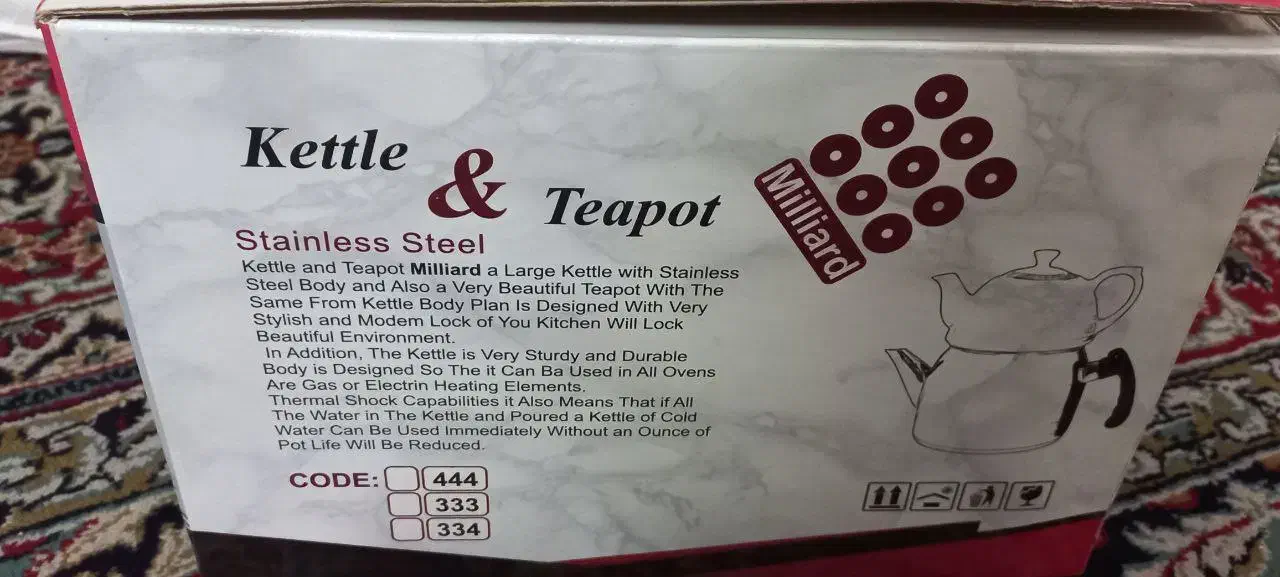 Kettle
&
Teapot
Milliard
Stainless Steel
Kettle and Teapot Milliard a Large Kettle with Stainless
Steel Body and Also a Very Beautiful Teapot With The
Same From Kettle Body Plan Is Designed With Very
Stylish and Modem Lock of You Kitchen Will Lock
Beautiful Environment.
In Addition, The Kettle is Very Sturdy and Durable
Body is Designed So The it Can Ba Used in All Ovens
Are Gas or Electrin Heating Elements.
Thermal Shock Capabilities it Also Means That if All
The Water in The Kettle and Poured a Kettle of Cold
Water Can Be Used Immediately Without an Ounce of
Pot Life Will Be Reduced.
CODE: 444
333
334